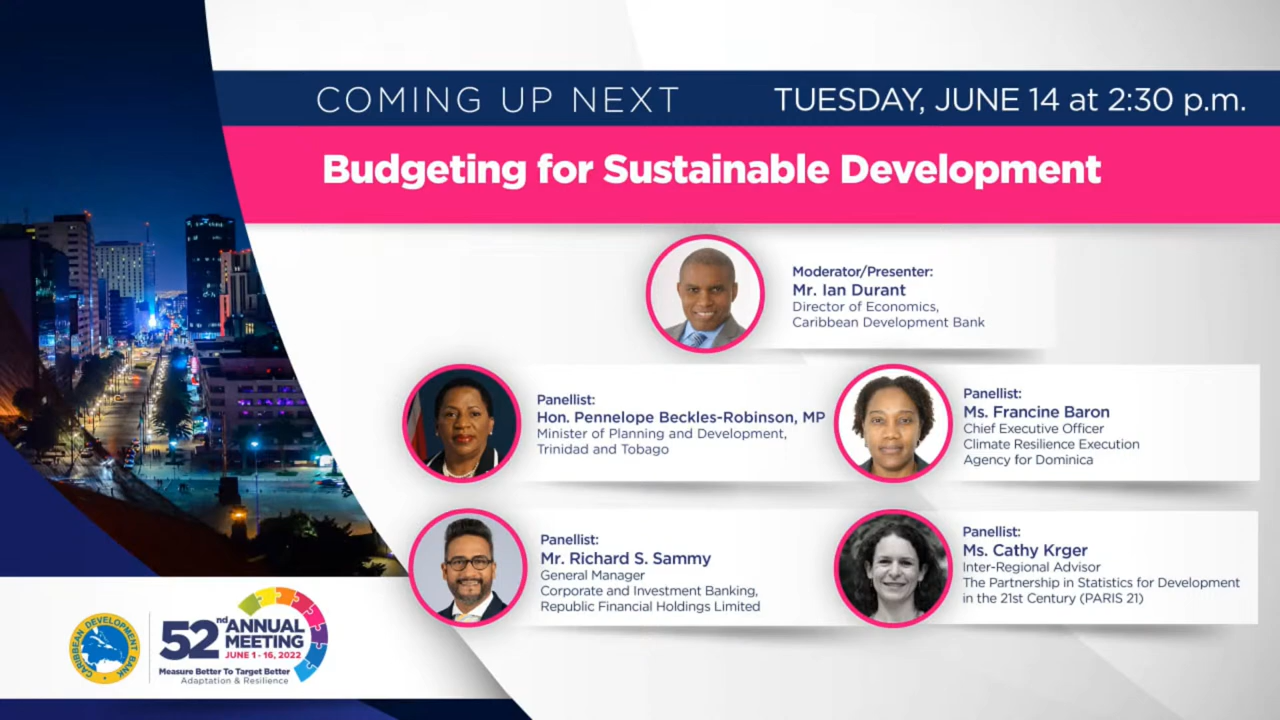 COMING UP NEXT
TUESDAY, JUNE 14 at 2:30 p.m.
Budgeting for Sustainable Development
Moderator/Presenter:
Mr. Ian Durant
Director of Economics,
Caribbean Development Bank
Panellist:
Hon. Pennelope Beckles-Robinson, MP
Minister of Planning and Development,
Trinidad and Tobago
Panellist:
Ms. Francine Baron
Chief Executive Officer
Climate Resilience Execution
Agency for Dominica
Panellist:
Mr. Richard S. Sammy
General Manager
Corporate and Investment Banking,
Republic Financial Holdings Limited
Panellist:
Ms. Cathy Krger
Inter-Regional Advisor
The Partnership in Statistics for Development
in the 21st Century (PARIS 21)
CARIBBEAN DEVELOPMENT BANK
52nd ANNUAL
MEETING
JUNE 1 - 16, 2022
Measure Better To Target Better
Adaptation & Resilience